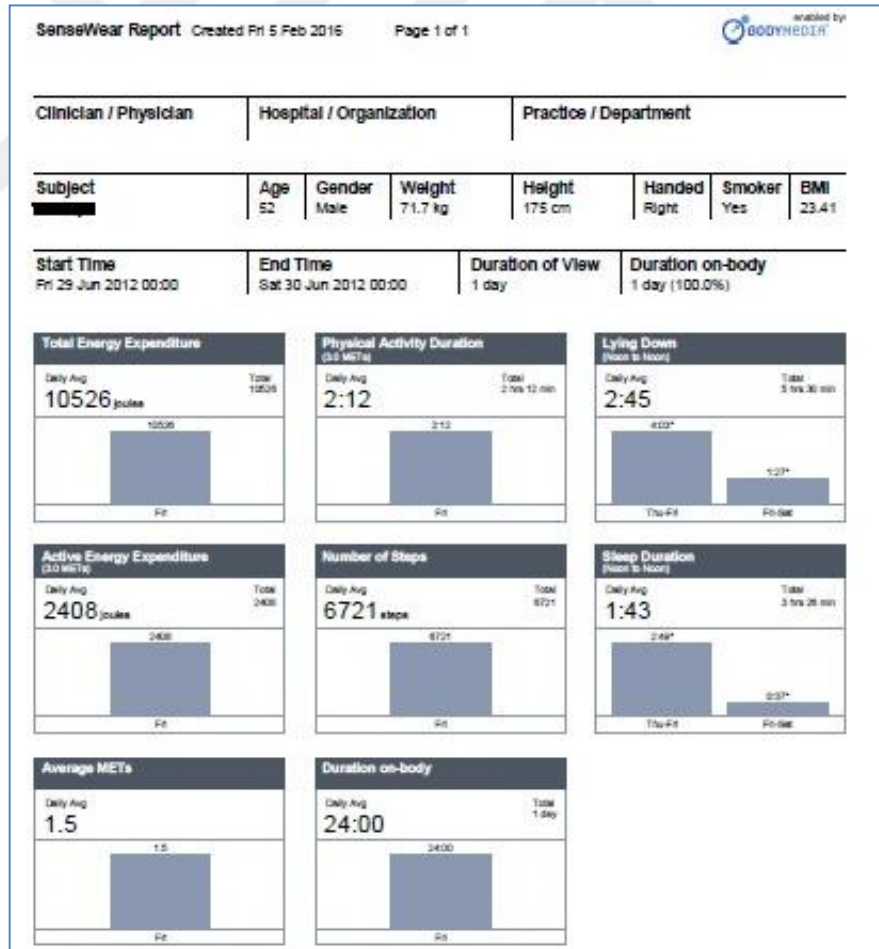 SenseWear Report Created Fri 5 Feb 2016 Page 1 of 1
enabled by
BODYMEDIA
Clinician / Physician Hospital / Organization Practice / Department
Subject Age Gender Weight Height Handed Smoker BMI
52 Male 71.7 kg 175 cm Right Yes 23.41
Start Time End Time Duration of View Duration on-body
Fri 29 Jun 2012 00:00 Sat 30 Jun 2012 00:00 1 day 1 day (100.0%)
Total Energy Expenditure
Daily Avg Total
10526 joules 10526
10526
Fri
Physical Activity Duration
(3.0 METs)
Daily Avg Total
2:12 2 hrs 12 min
2:12
Fri
Lying Down
(Noon to Noon)
Daily Avg Total
2:45 5 hrs 30 min
4:03*
1:27*
Thu-Fri Fri-Sat
Active Energy Expenditure
(3.0 METs)
Daily Avg Total
2408 joules 2408
2408
Fri
Number of Steps
Daily Avg Total
6721 steps 6721
6721
Fri
Sleep Duration
(Noon to Noon)
Daily Avg Total
1:43 3 hrs 26 min
2:49*
0:37*
Thu-Fri Fri-Sat
Average METs
Daily Avg
1.5
1.5
Fri
Duration on-body
Daily Avg Total
24:00 1 day
24:00
Fri